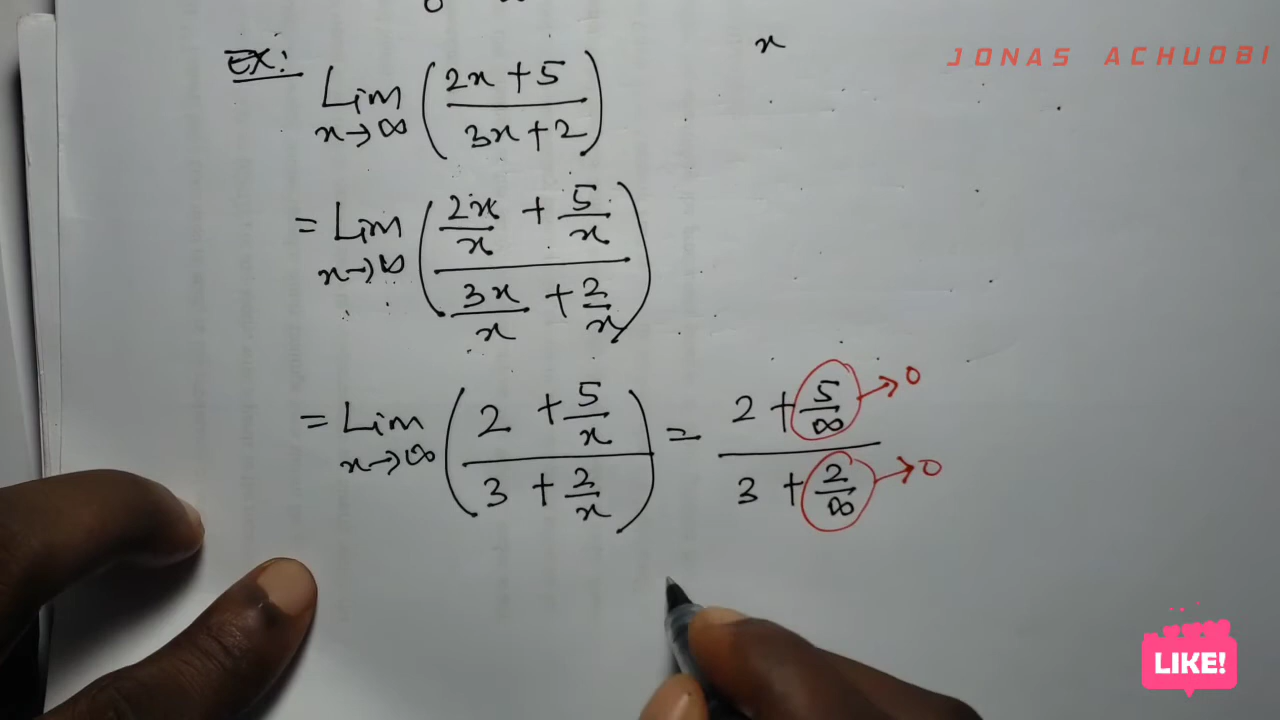 JONAS ACHUOBI
x
EX: Lim x→∞ (2x + 5 / 3x + 2)
= Lim x→∞ (2x/x + 5/x / 3x/x + 2/x)
= Lim x→∞ (2 + 5/x / 3 + 2/x) = 2 + 5/∞ →0 / 3 + 2/∞ →0
LIKE!